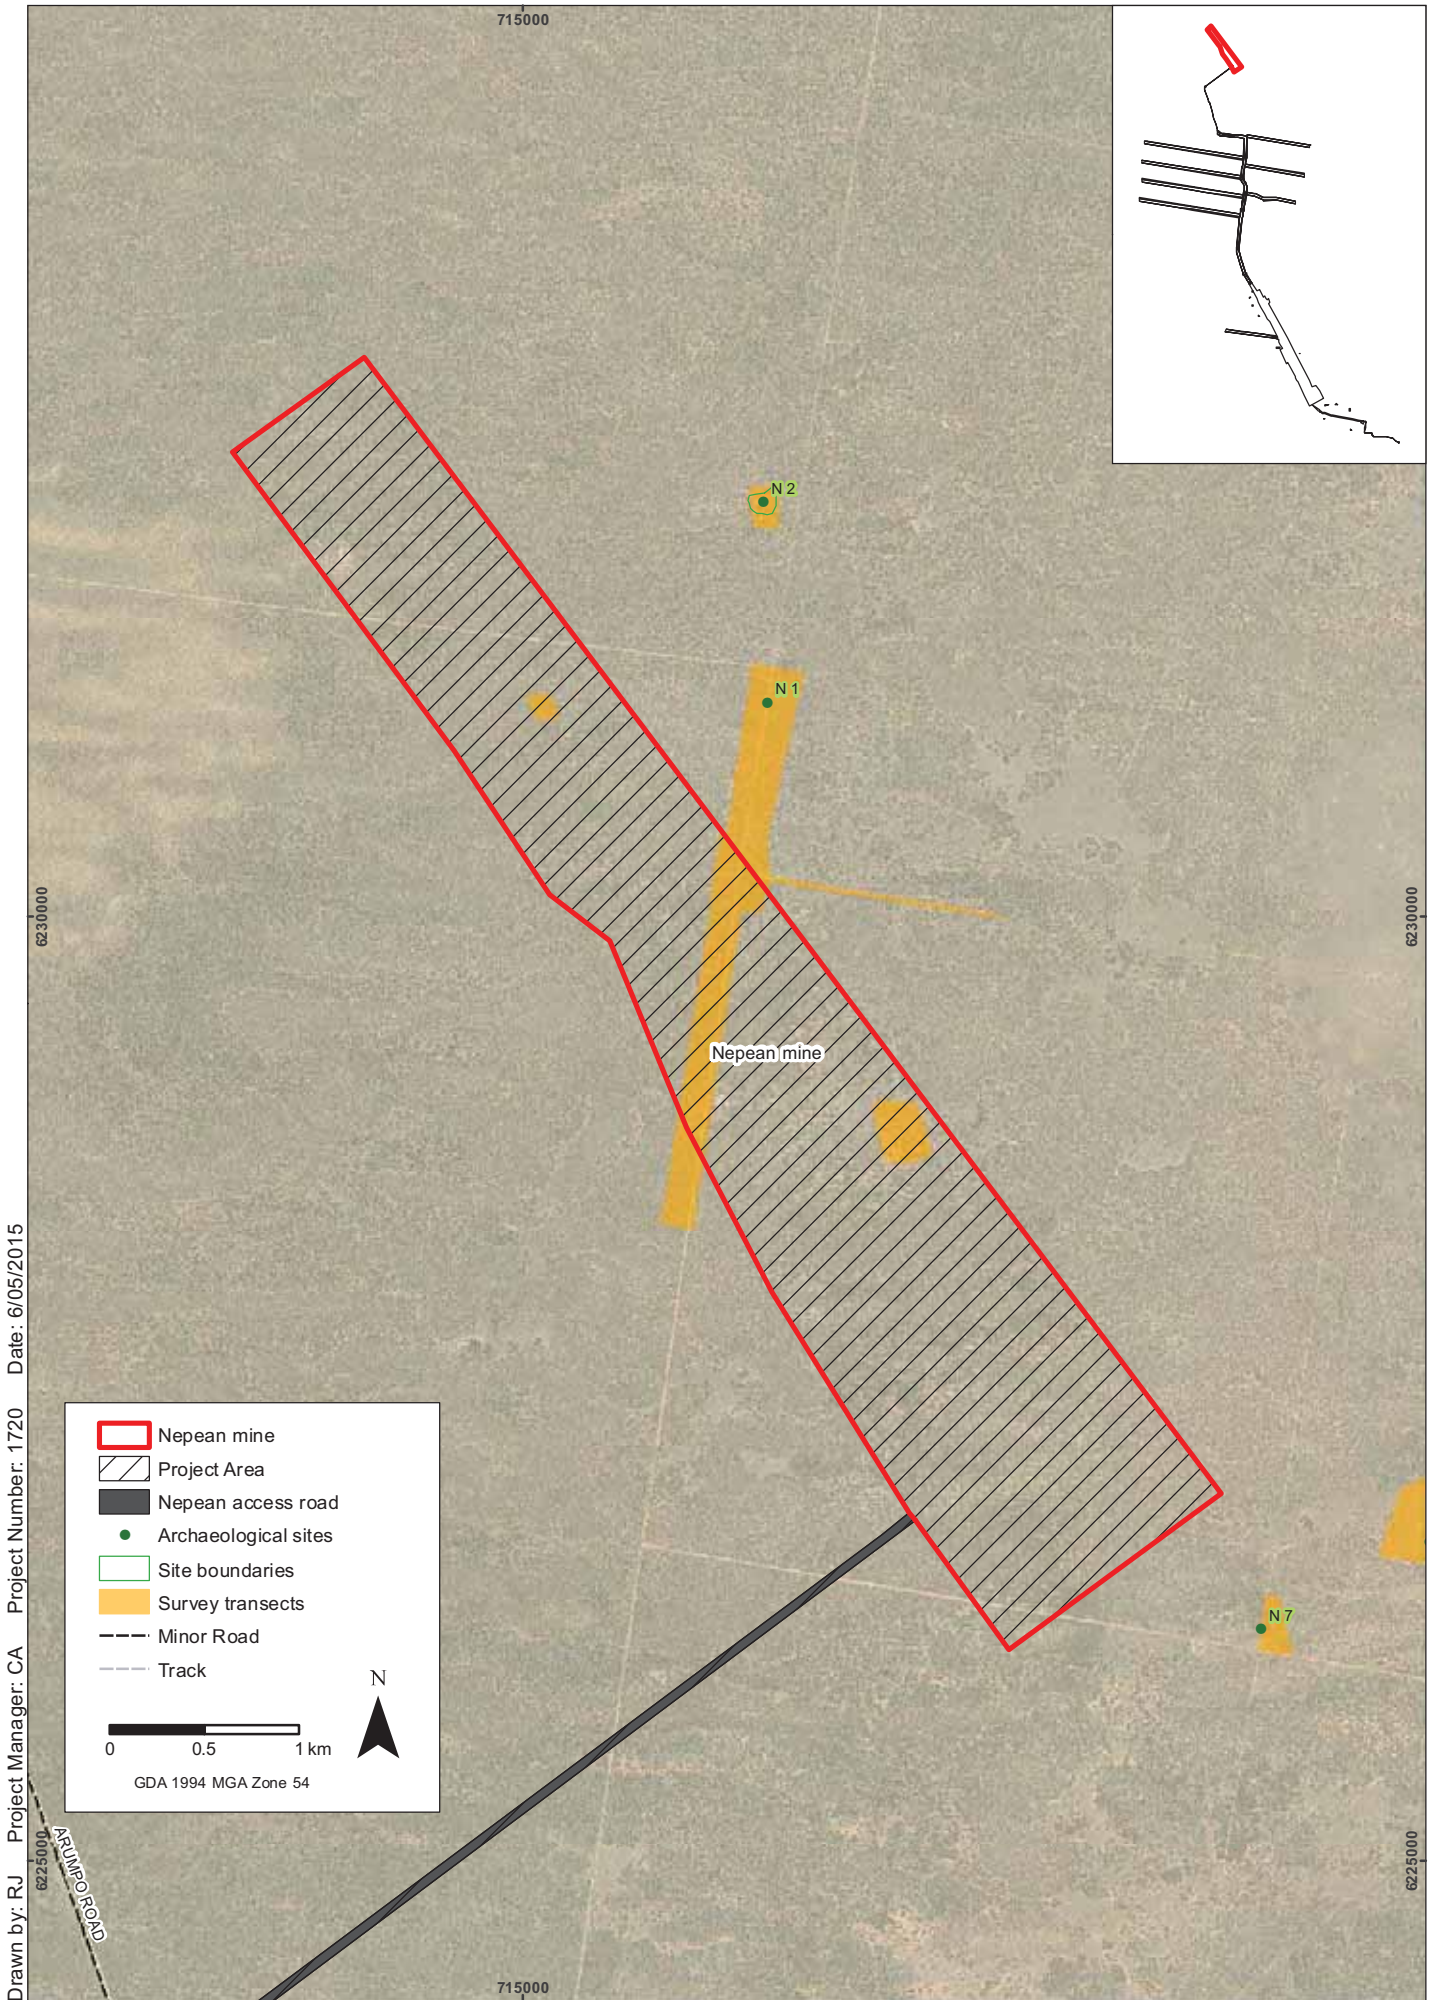 715000
N 2
N 1
6230000
6230000
Nepean mine
Nepean mine
Project Area
Nepean access road
Archaeological sites
Site boundaries
Survey transects
Minor Road
Track
N
0 0.5 1 km
GDA 1994 MGA Zone 54
N 7
6225000
6225000
ARUMPO ROAD
715000
Drawn by: RJ Project Manager: CA Project Number: 1720 Date: 6/05/2015